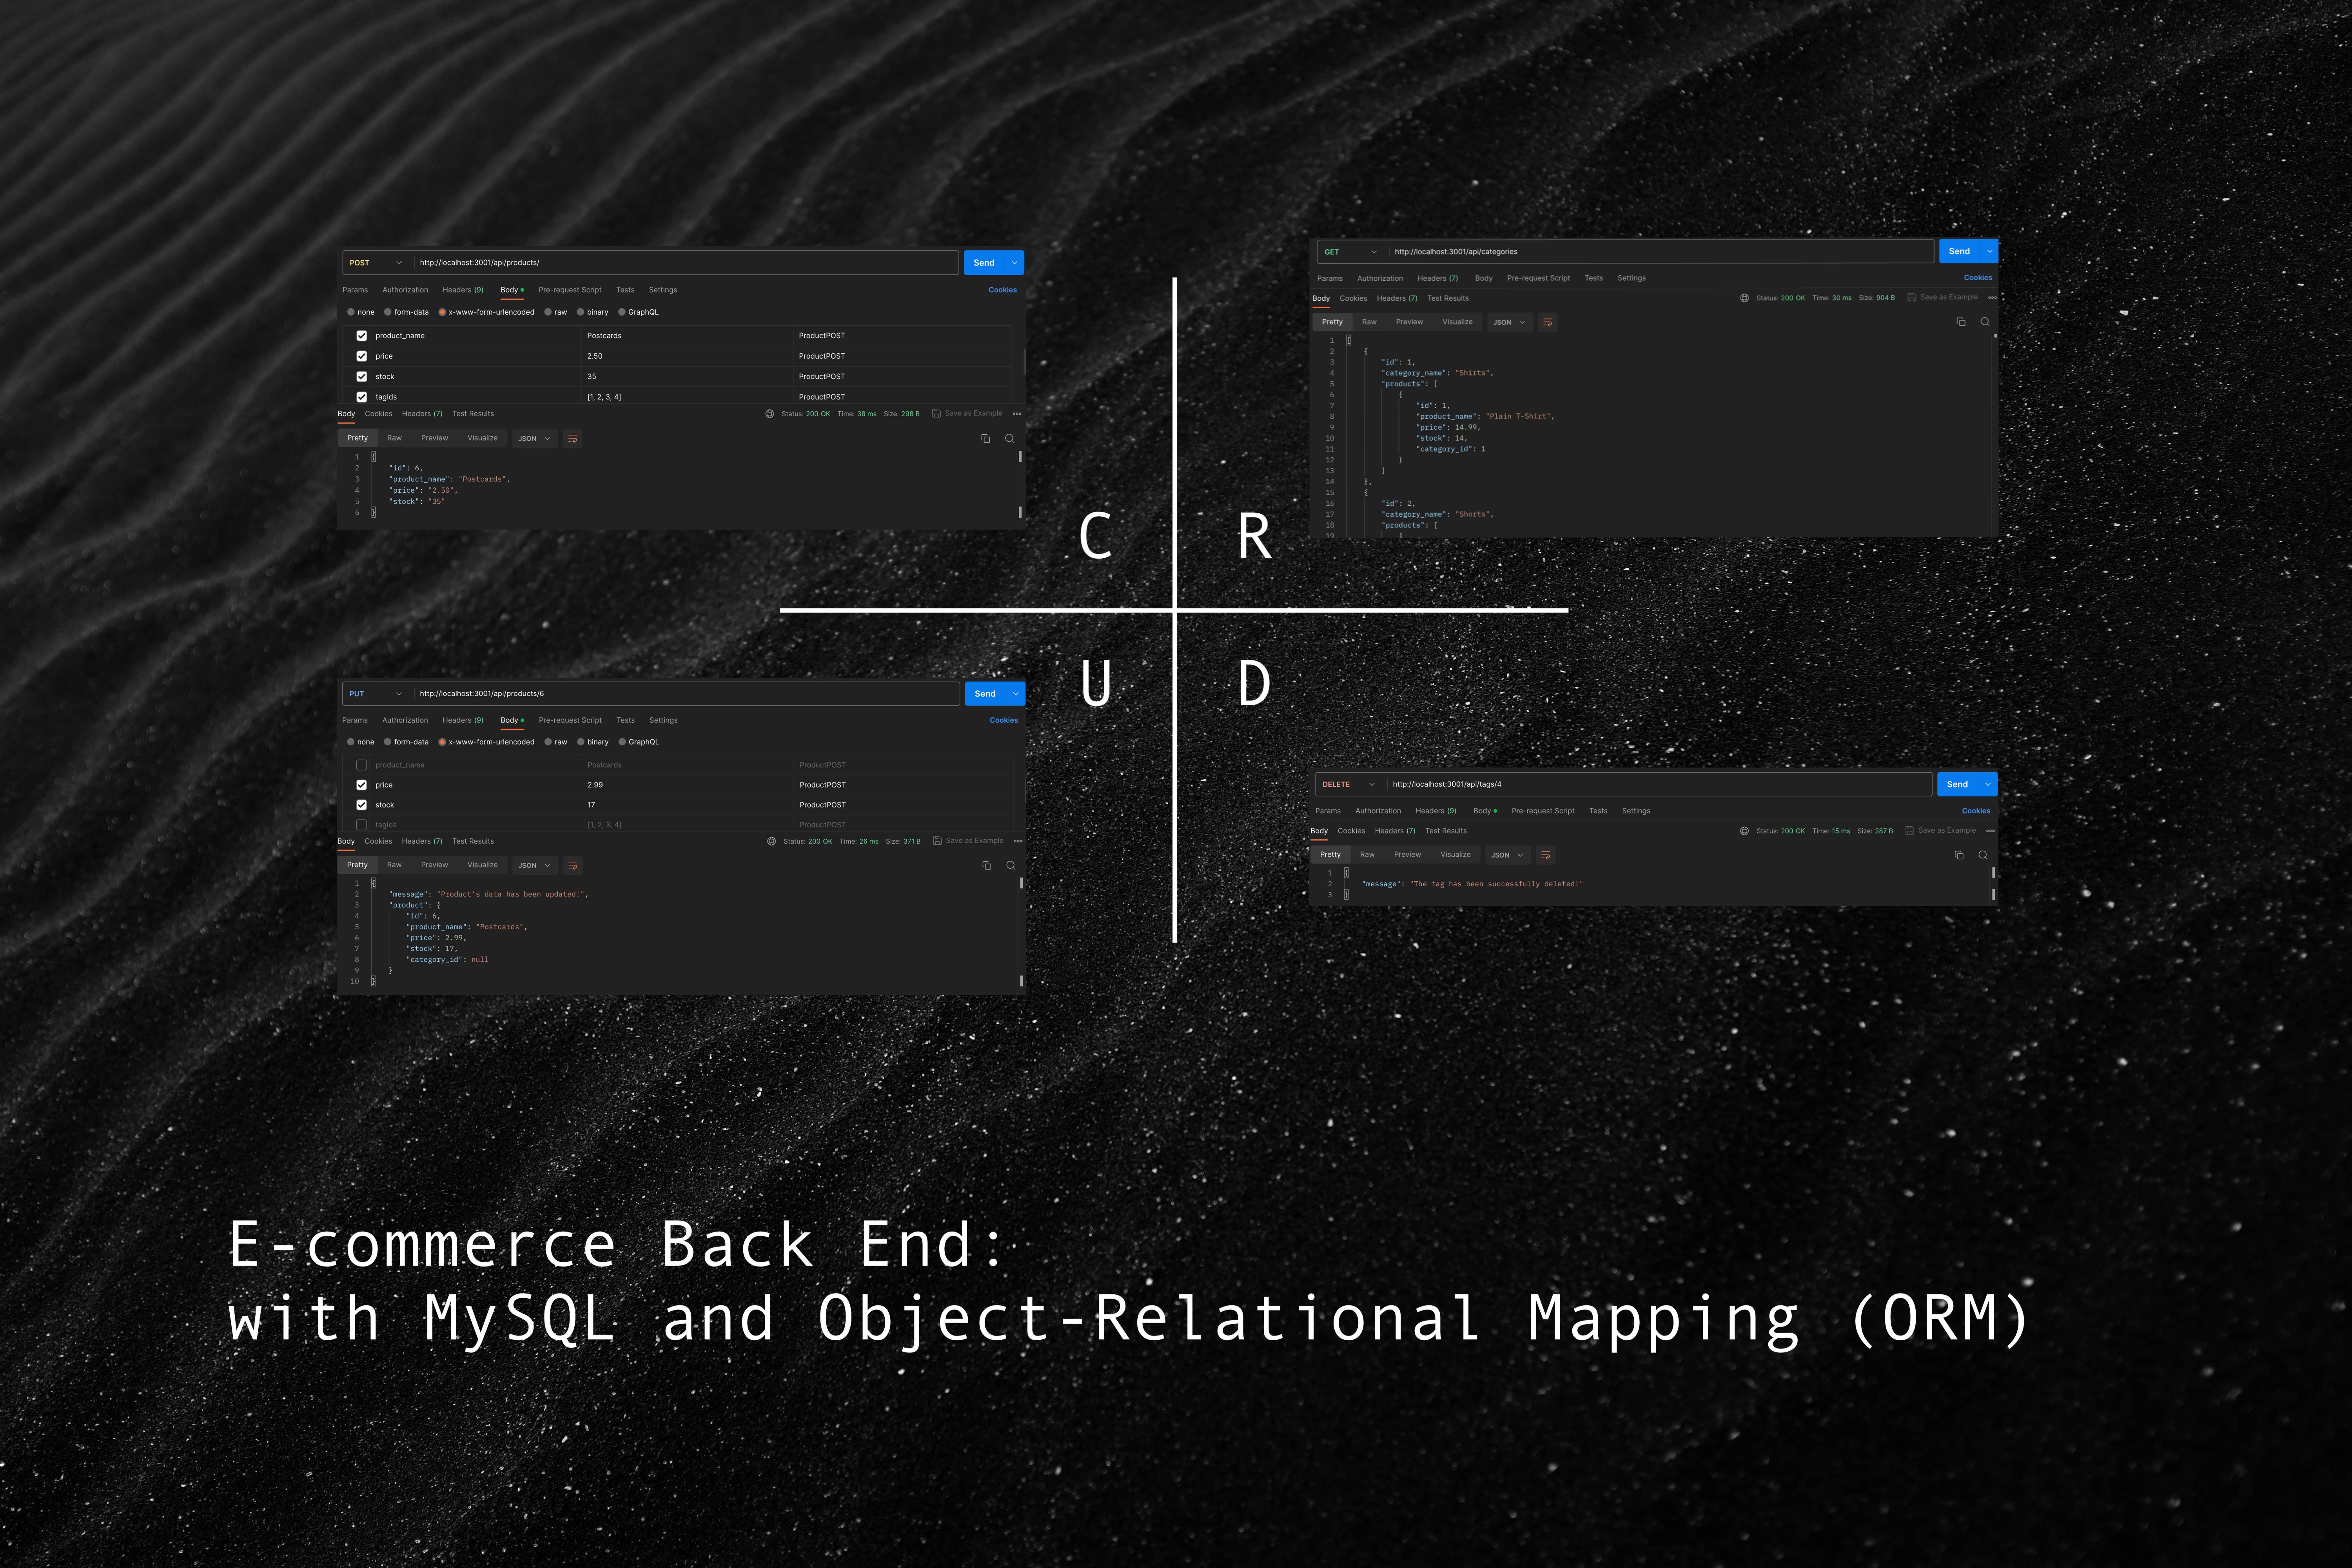 POST http://localhost:3001/api/products/ Send
Params Authorization Headers (9) Body Pre-request Script Tests Settings Cookies
none form-data x-www-form-urlencoded raw binary GraphQL
product_name Postcards ProductPOST
price 2.50 ProductPOST
stock 35 ProductPOST
tagIds [1, 2, 3, 4] ProductPOST
Body Cookies Headers (7) Test Results Status: 200 OK Time: 38 ms Size: 298 B Save as Example
Pretty Raw Preview Visualize JSON
1 {
2 "id": 6,
3 "product_name": "Postcards",
4 "price": "2.50",
5 "stock": "35"
6 }
GET http://localhost:3001/api/categories Send
Params Authorization Headers (7) Body Pre-request Script Tests Settings Cookies
Body Cookies Headers (7) Test Results Status: 200 OK Time: 30 ms Size: 904 B Save as Example
Pretty Raw Preview Visualize JSON
1 [
2 {
3 "id": 1,
4 "category_name": "Shirts",
5 "products": [
6 {
7 "id": 1,
8 "product_name": "Plain T-Shirt",
9 "price": 14.99,
10 "stock": 14,
11 "category_id": 1
12 }
13 ]
14 },
15 {
16 "id": 2,
17 "category_name": "Shorts",
18 "products": [
19 {
C R
U D
PUT http://localhost:3001/api/products/6 Send
Params Authorization Headers (9) Body Pre-request Script Tests Settings Cookies
none form-data x-www-form-urlencoded raw binary GraphQL
product_name Postcards ProductPOST
price 2.99 ProductPOST
stock 17 ProductPOST
tagIds [1, 2, 3, 4] ProductPOST
Body Cookies Headers (7) Test Results Status: 200 OK Time: 26 ms Size: 371 B Save as Example
Pretty Raw Preview Visualize JSON
1 {
2 "message": "Product's data has been updated!",
3 "product": {
4 "id": 6,
5 "product_name": "Postcards",
6 "price": 2.99,
7 "stock": 17,
8 "category_id": null
9 }
10 }
DELETE http://localhost:3001/api/tags/4 Send
Params Authorization Headers (9) Body Pre-request Script Tests Settings Cookies
Body Cookies Headers (7) Test Results Status: 200 OK Time: 15 ms Size: 287 B Save as Example
Pretty Raw Preview Visualize JSON
1 {
2 "message": "The tag has been successfully deleted!"
3 }
E-commerce Back End:
with MySQL and Object-Relational Mapping (ORM)